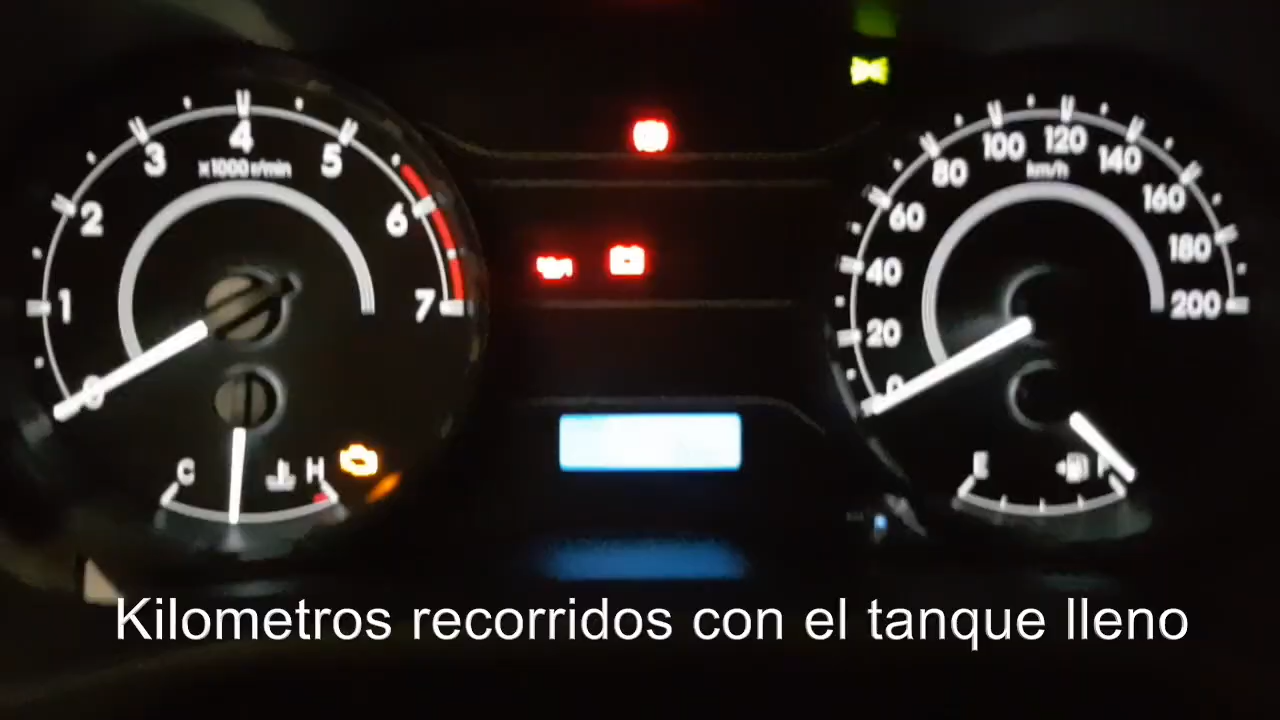 4
3
5
x1000 r/min
2
6
1
7
0
C
H
100
120
80
140
km/h
60
160
40
180
20
200
0
E
F
Kilometros recorridos con el tanque lleno